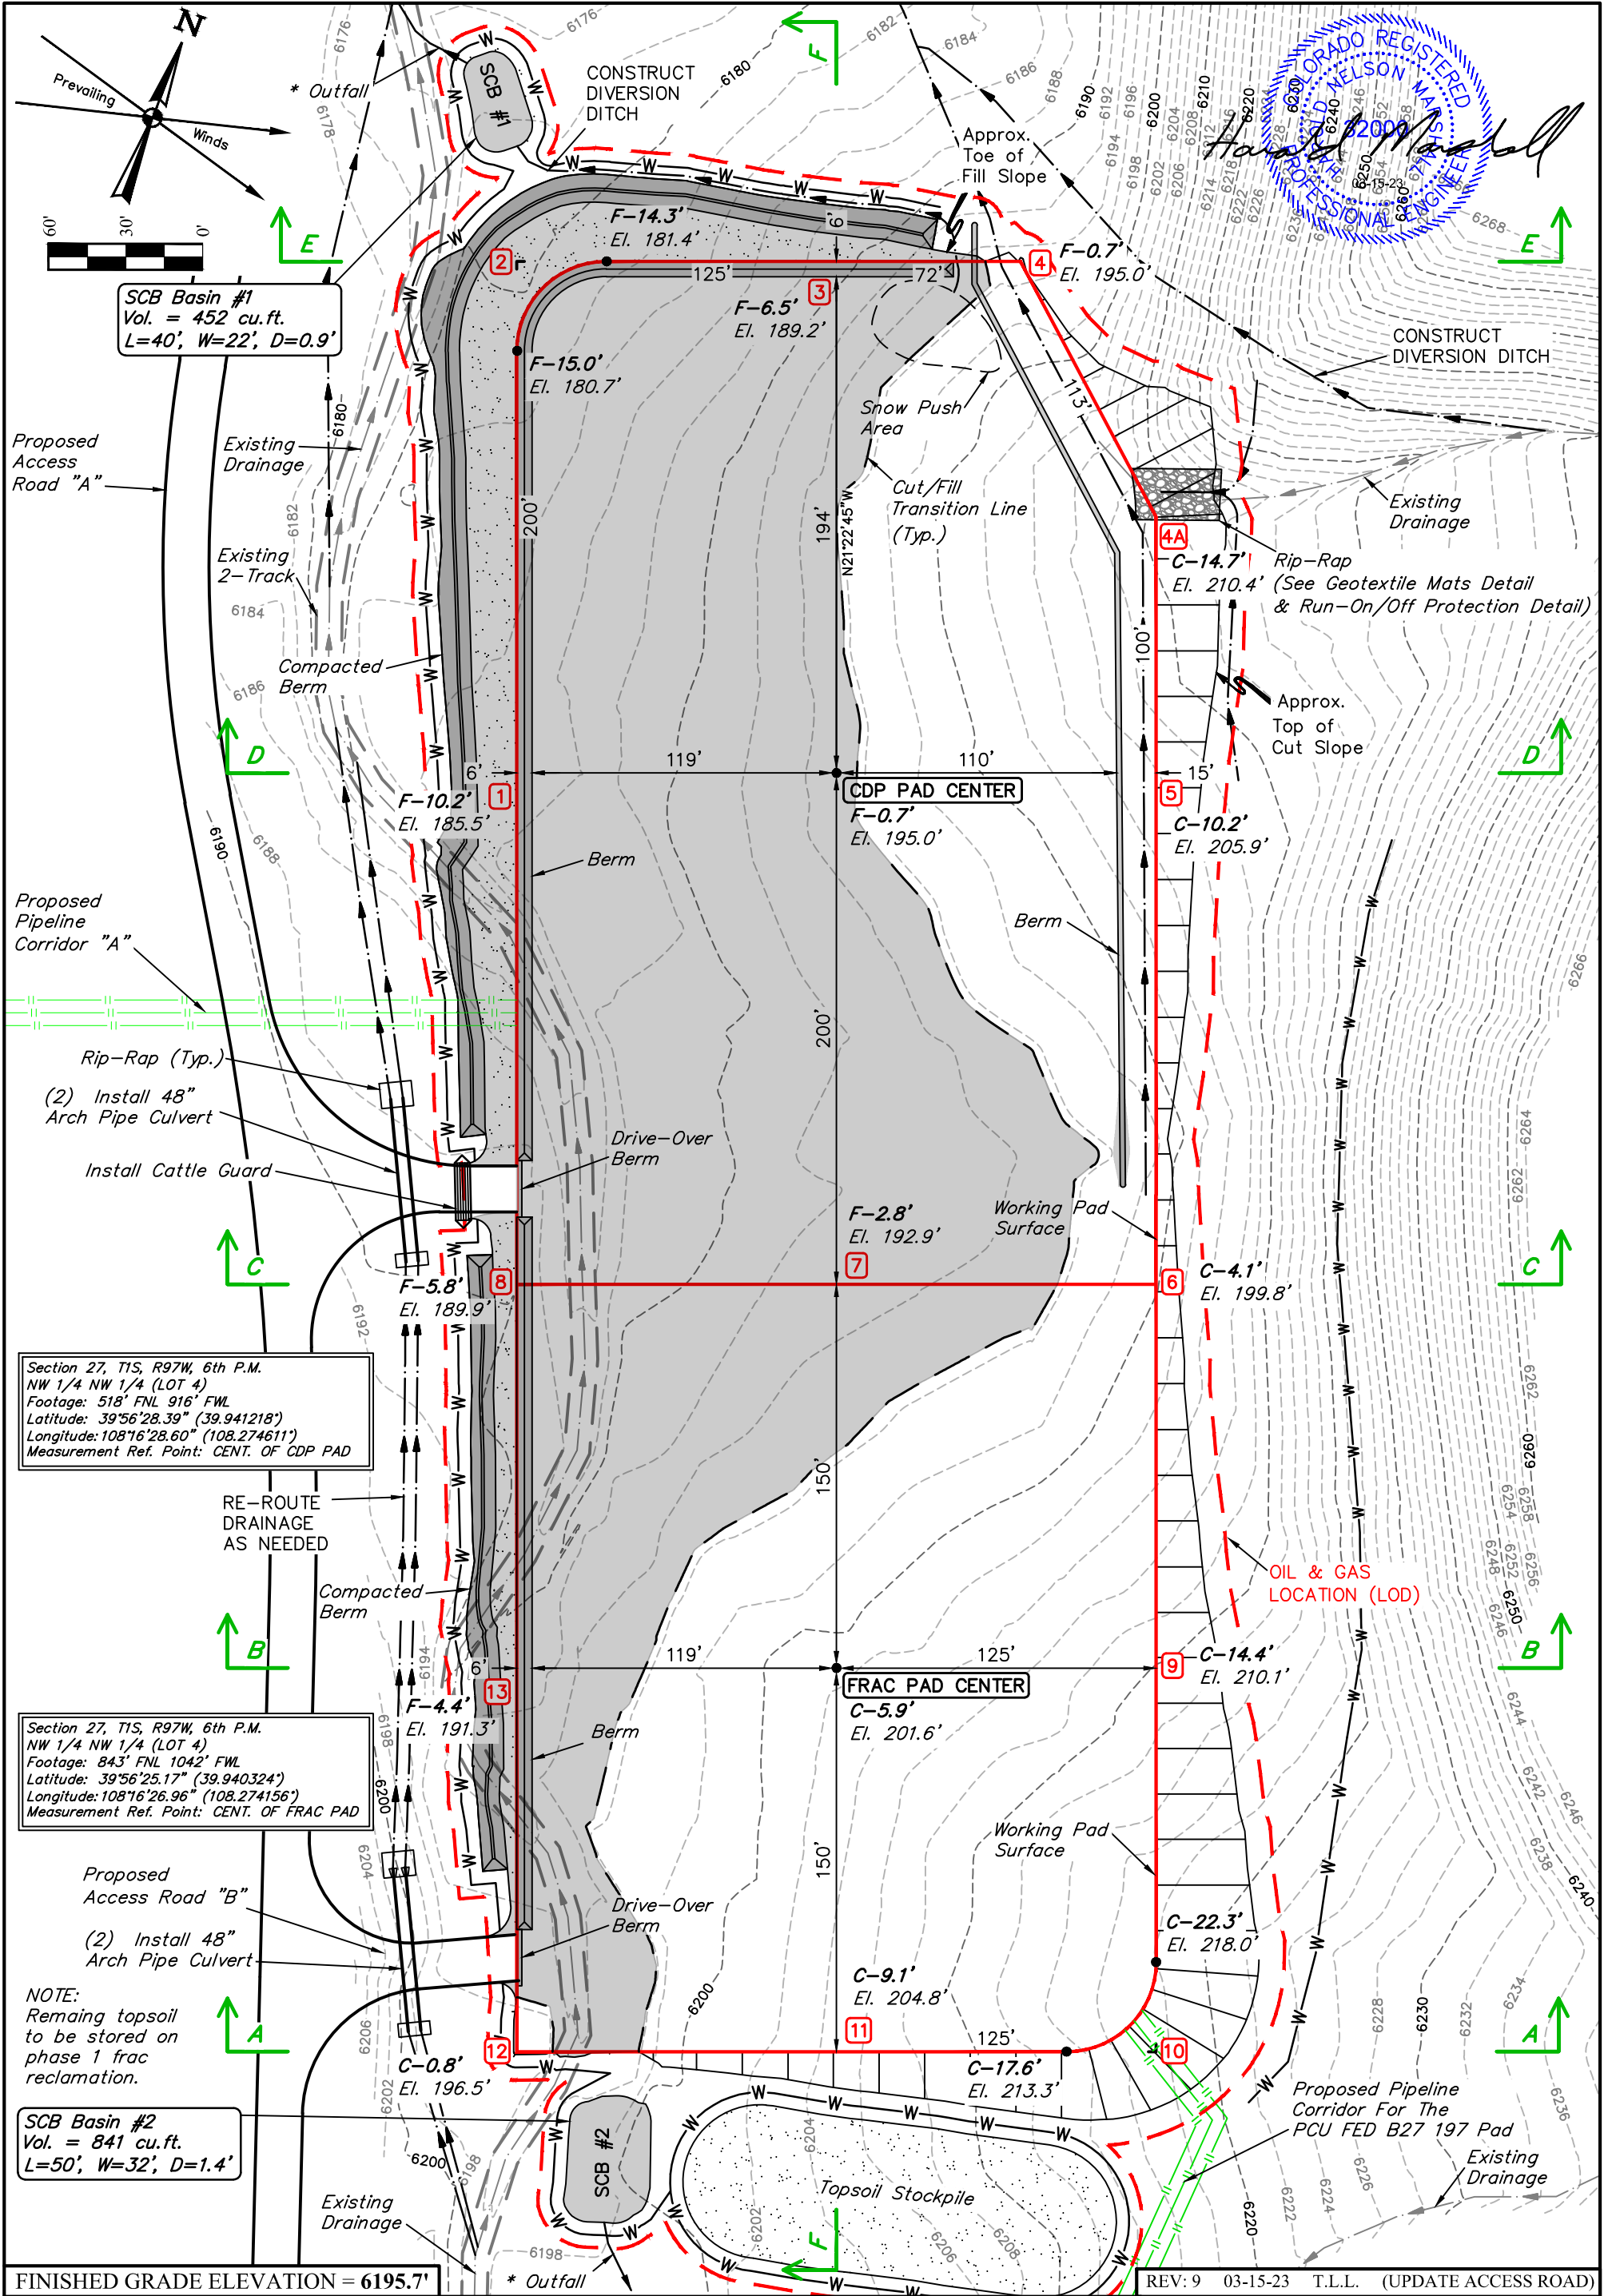 N
Prevailing
Winds
60'
30'
0'
* Outfall
SCB #1
CONSTRUCT
DIVERSION
DITCH
Approx.
Toe of
Fill Slope
COLORADO REGISTERED
HAROLD NELSON MARSHALL
32000
03-15-23
PROFESSIONAL ENGINEER
Harold Marshall
F
E
E
SCB Basin #1
Vol. = 452 cu.ft.
L=40', W=22', D=0.9'
2
F-14.3'
El. 181.4'
6'
125'
72'
3
F-6.5'
El. 189.2'
4
F-0.7'
El. 195.0'
CONSTRUCT
DIVERSION DITCH
F-15.0'
El. 180.7'
Snow Push
Area
113'
Proposed
Access
Road "A"
Existing
Drainage
Existing
2-Track
200'
194'
N21°22'45"W
Cut/Fill
Transition Line
(Typ.)
Existing
Drainage
4A
C-14.7'
El. 210.4'
Rip-Rap
(See Geotextile Mats Detail
& Run-On/Off Protection Detail)
100'
Compacted
Berm
Approx.
Top of
Cut Slope
D
D
6'
119'
110'
15'
1
F-10.2'
El. 185.5'
CDP PAD CENTER
F-0.7'
El. 195.0'
5
C-10.2'
El. 205.9'
Berm
Berm
Proposed
Pipeline
Corridor "A"
200'
Rip-Rap (Typ.)
(2) Install 48"
Arch Pipe Culvert
Install Cattle Guard
Drive-Over
Berm
Working Pad
Surface
F-2.8'
El. 192.9'
7
C
C
8
F-5.8'
El. 189.9'
6
C-4.1'
El. 199.8'
Section 27, T1S, R97W, 6th P.M.
NW 1/4 NW 1/4 (LOT 4)
Footage: 518' FNL 916' FWL
Latitude: 39°56'28.39" (39.941218°)
Longitude: 108°16'28.60" (108.274611°)
Measurement Ref. Point: CENT. OF CDP PAD
150'
RE-ROUTE
DRAINAGE
AS NEEDED
Compacted
Berm
OIL & GAS
LOCATION (LOD)
B
B
6'
119'
125'
13
F-4.4'
El. 191.3'
FRAC PAD CENTER
C-5.9'
El. 201.6'
9
C-14.4'
El. 210.1'
Berm
Section 27, T1S, R97W, 6th P.M.
NW 1/4 NW 1/4 (LOT 4)
Footage: 843' FNL 1042' FWL
Latitude: 39°56'25.17" (39.940324°)
Longitude: 108°16'26.96" (108.274156°)
Measurement Ref. Point: CENT. OF FRAC PAD
150'
Working Pad
Surface
Proposed
Access Road "B"
(2) Install 48"
Arch Pipe Culvert
Drive-Over
Berm
C-22.3'
El. 218.0'
NOTE:
Remaing topsoil
to be stored on
phase 1 frac
reclamation.
C-9.1'
El. 204.8'
11
A
A
12
C-0.8'
El. 196.5'
125'
C-17.6'
El. 213.3'
10
SCB Basin #2
Vol. = 841 cu.ft.
L=50', W=32', D=1.4'
SCB #2
Topsoil Stockpile
Proposed Pipeline
Corridor For The
PCU FED B27 197 Pad
Existing
Drainage
Existing
Drainage
* Outfall
F
FINISHED GRADE ELEVATION = 6195.7'
REV: 9 03-15-23 T.L.L. (UPDATE ACCESS ROAD)